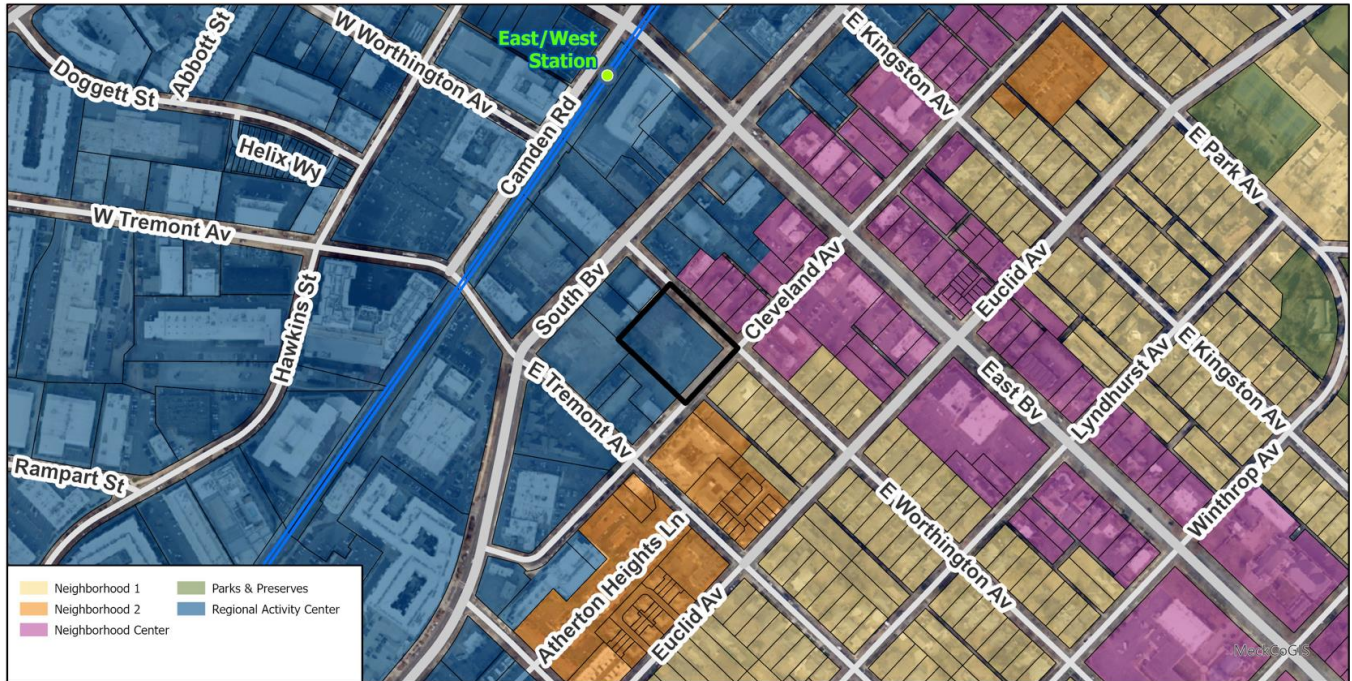 East/West
Station
W Worthington Av
Abbott St
Doggett St
Helix Wy
Camden Rd
E Kingston Av
E Park Av
W Tremont Av
Hawkins St
South Bv
Cleveland Av
Euclid Av
E Tremont Av
East Bv
Lyndhurst Av
E Kingston Av
Rampart St
Winthrop Av
E Worthington Av
Atherton Heights Ln
Euclid Av
Neighborhood 1
Neighborhood 2
Neighborhood Center
Parks & Preserves
Regional Activity Center
MeckCoGIS